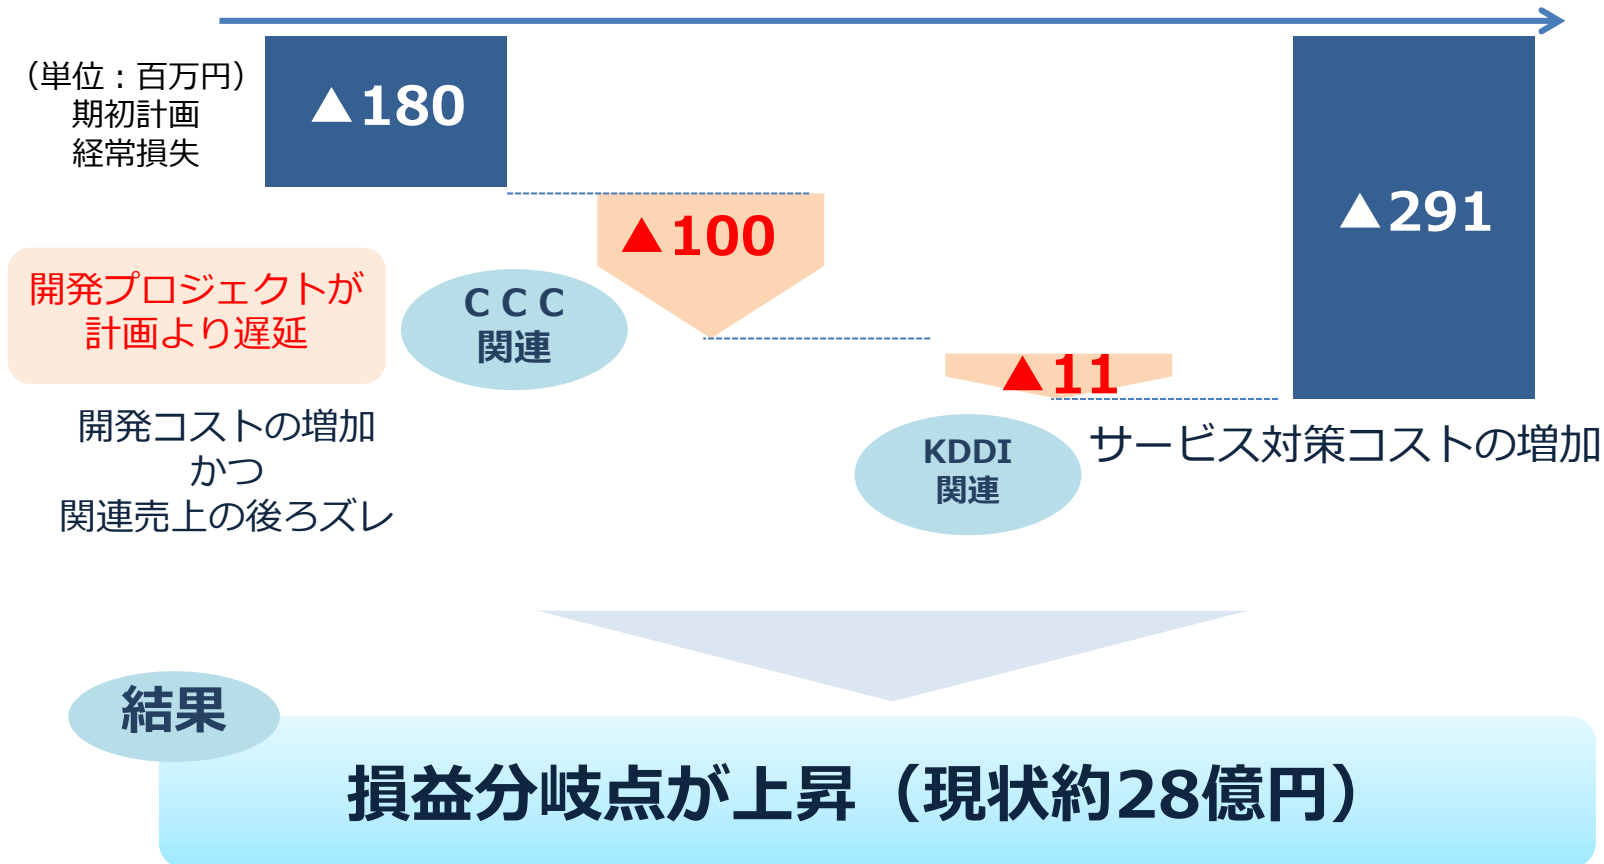 （単位：百万円）
期初計画
経常損失
▲180
▲100
▲11
▲291
開発プロジェクトが
計画より遅延
ＣＣＣ
関連
開発コストの増加
かつ
関連売上の後ろズレ
KDDI
関連
サービス対策コストの増加
結果
損益分岐点が上昇（現状約28億円）